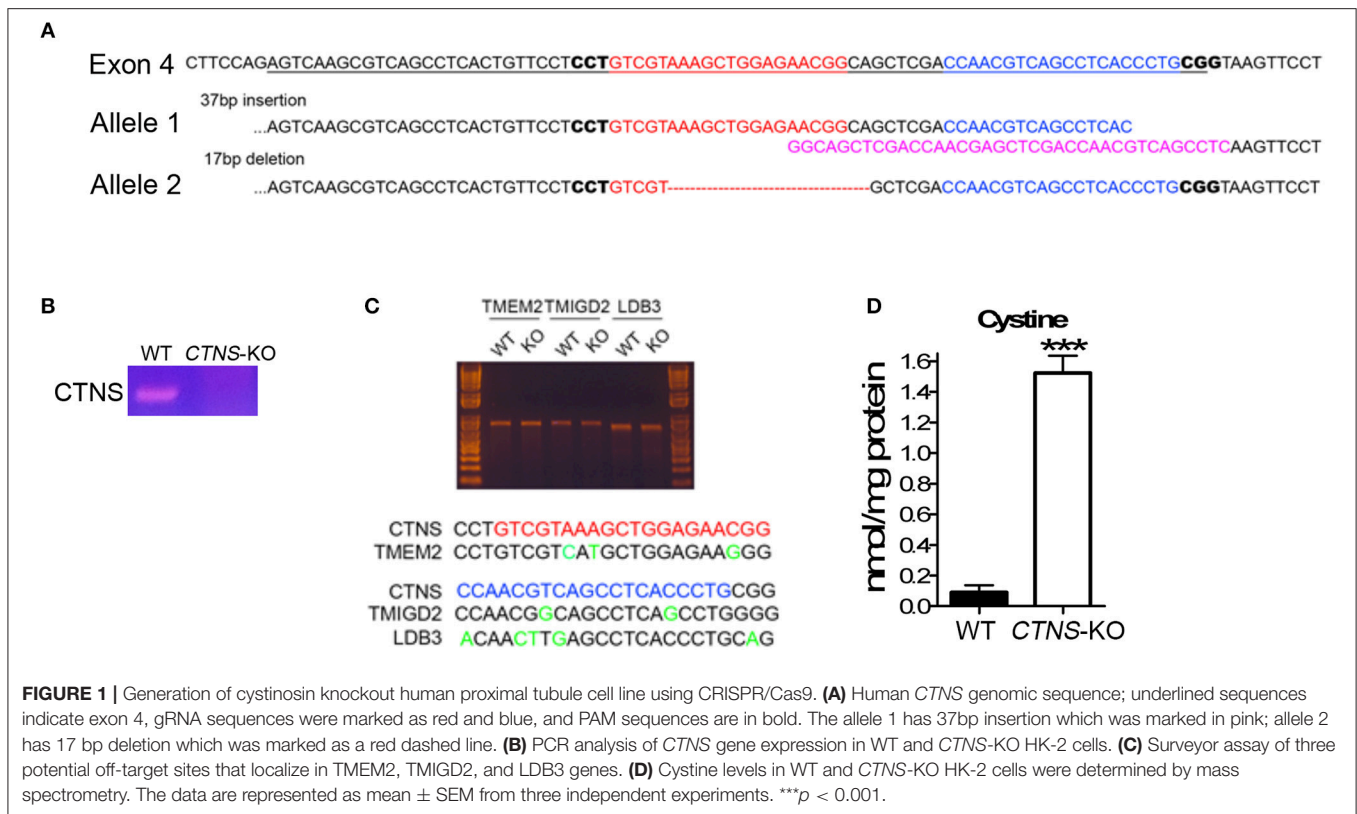 A
Exon 4 CTTCCAGAGTCAAGCGTCAGCCTCACTGTTCCTCCTGTCGTAAAGCTGGAGAACGGCAGCTCGACCAACGTCAGCCTCACCCTGCGGTAAGTTCCT
37bp insertion
Allele 1 ...AGTCAAGCGTCAGCCTCACTGTTCCTCCTGTCGTAAAGCTGGAGAACGGCAGCTCGACCAACGTCAGCCTCAC
GGCAGCTCGACCAACGAGCTCGACCAACGTCAGCCTCAAGTTCCT
17bp deletion
Allele 2 ...AGTCAAGCGTCAGCCTCACTGTTCCTCCTGTCGT----------------------------------GCTCGACCAACGTCAGCCTCACCCTGCGGTAAGTTCCT
B
WT CTNS-KO
CTNS
C
TMEM2 TMIGD2 LDB3
WT KO WT KO WT KO
CTNS CCTGTCGTAAAGCTGGAGAACGG
TMEM2 CCTGTCGTCATGCTGGAGAAGGG
CTNS CCAACGTCAGCCTCACCCTGCGG
TMIGD2 CCAACGGCAGCCTCAGCCTGGGG
LDB3 ACAACTTGAGCCTCACCCTGCAG
D
Cystine
***
nmol/mg protein
1.6
1.4
1.2
1.0
0.8
0.6
0.4
0.2
0.0
WT CTNS-KO
FIGURE 1 | Generation of cystinosin knockout human proximal tubule cell line using CRISPR/Cas9. (A) Human CTNS genomic sequence; underlined sequences
indicate exon 4, gRNA sequences were marked as red and blue, and PAM sequences are in bold. The allele 1 has 37bp insertion which was marked in pink; allele 2
has 17 bp deletion which was marked as a red dashed line. (B) PCR analysis of CTNS gene expression in WT and CTNS-KO HK-2 cells. (C) Surveyor assay of three
potential off-target sites that localize in TMEM2, TMIGD2, and LDB3 genes. (D) Cystine levels in WT and CTNS-KO HK-2 cells were determined by mass
spectrometry. The data are represented as mean ± SEM from three independent experiments. ***p < 0.001.